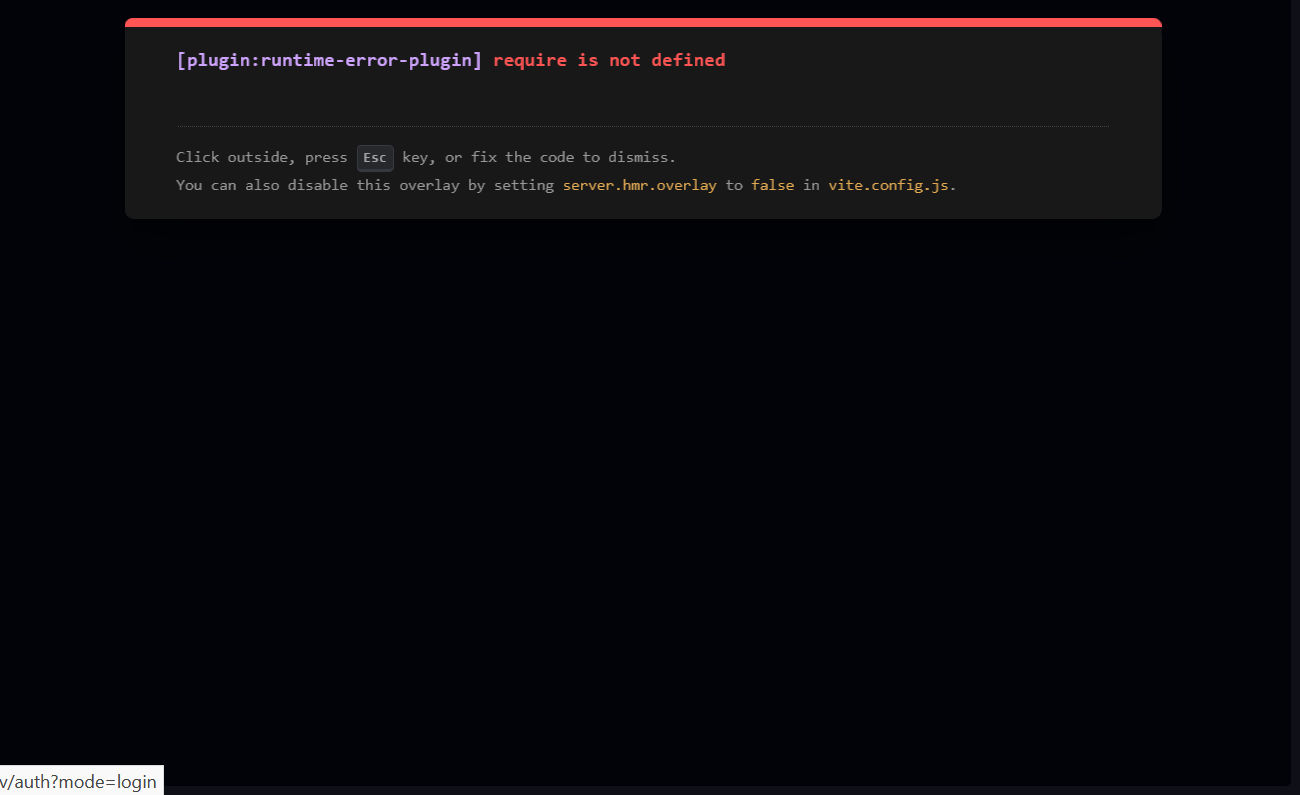 [plugin:runtime-error-plugin] require is not defined
Click outside, press Esc key, or fix the code to dismiss.
You can also disable this overlay by setting server.hmr.overlay to false in vite.config.js.
v/auth?mode=login